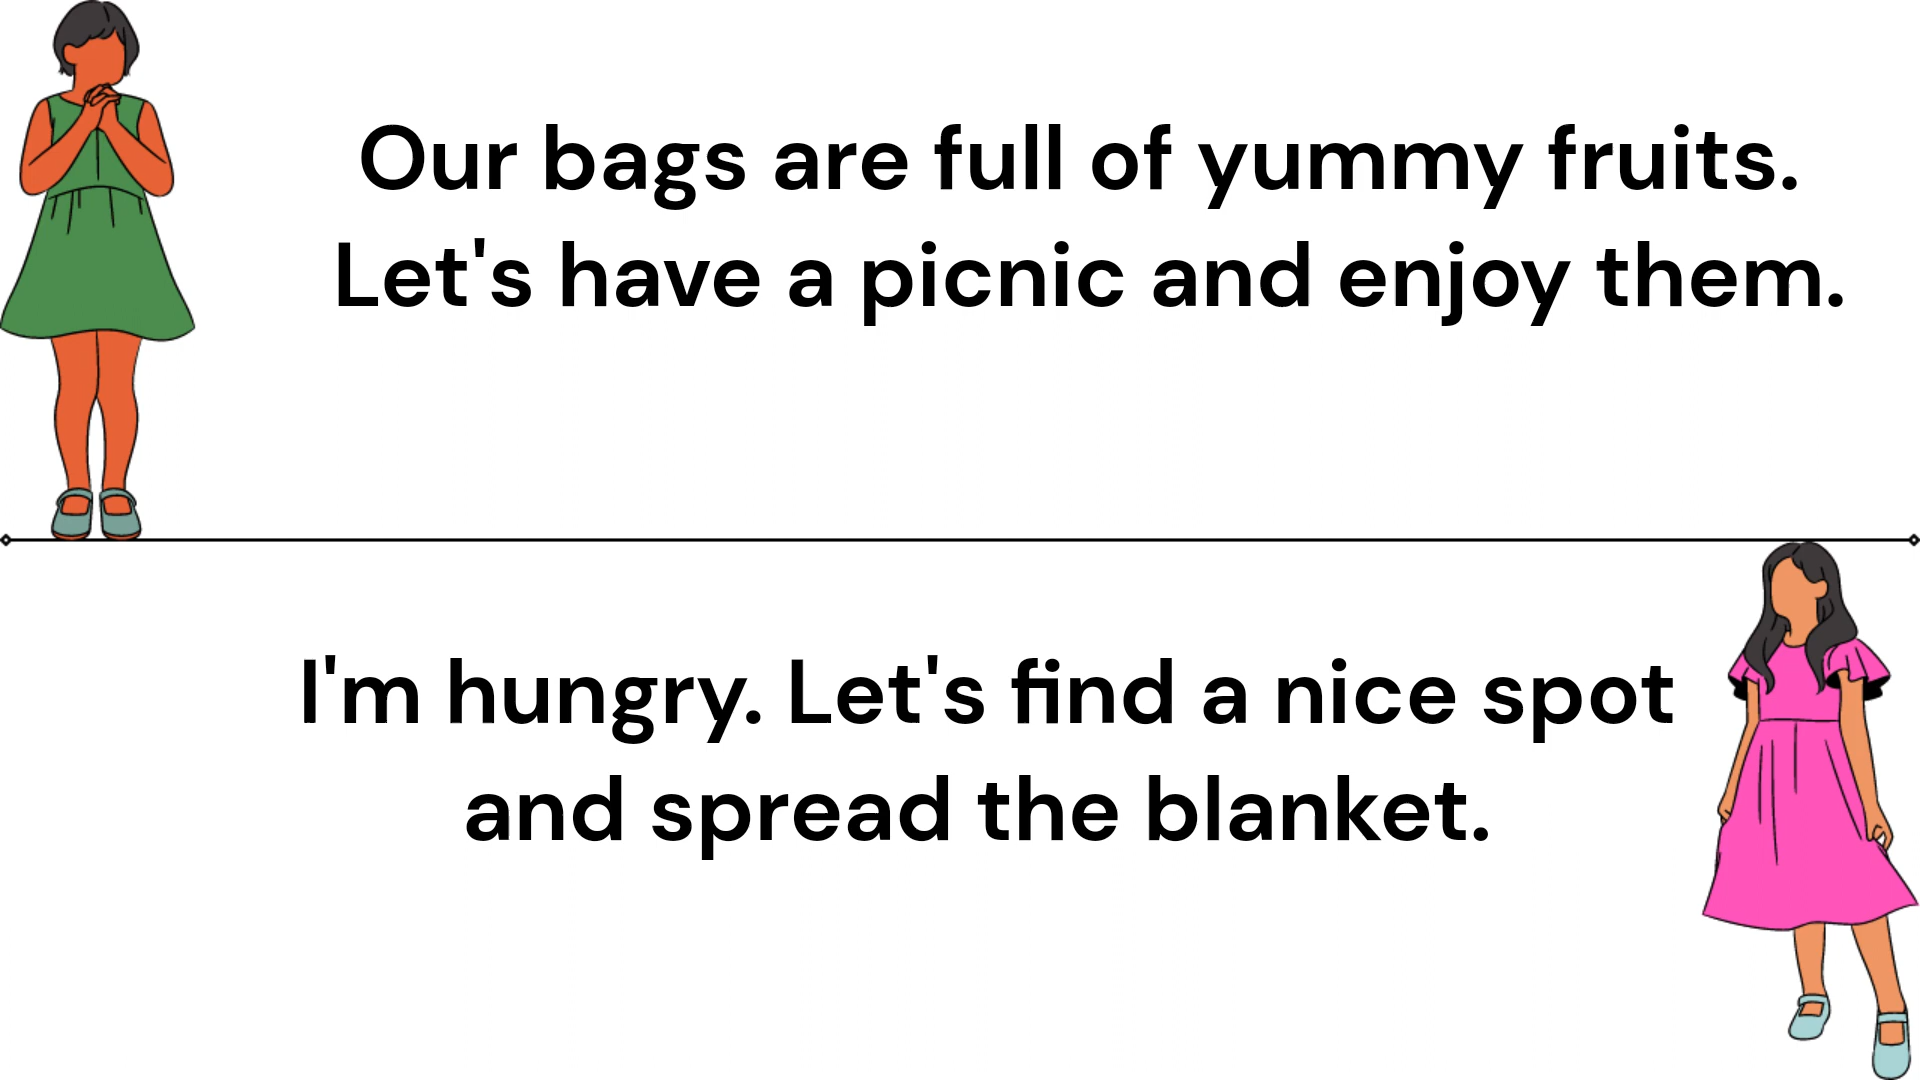 Our bags are full of yummy fruits.
Let's have a picnic and enjoy them.
I'm hungry. Let's find a nice spot
and spread the blanket.